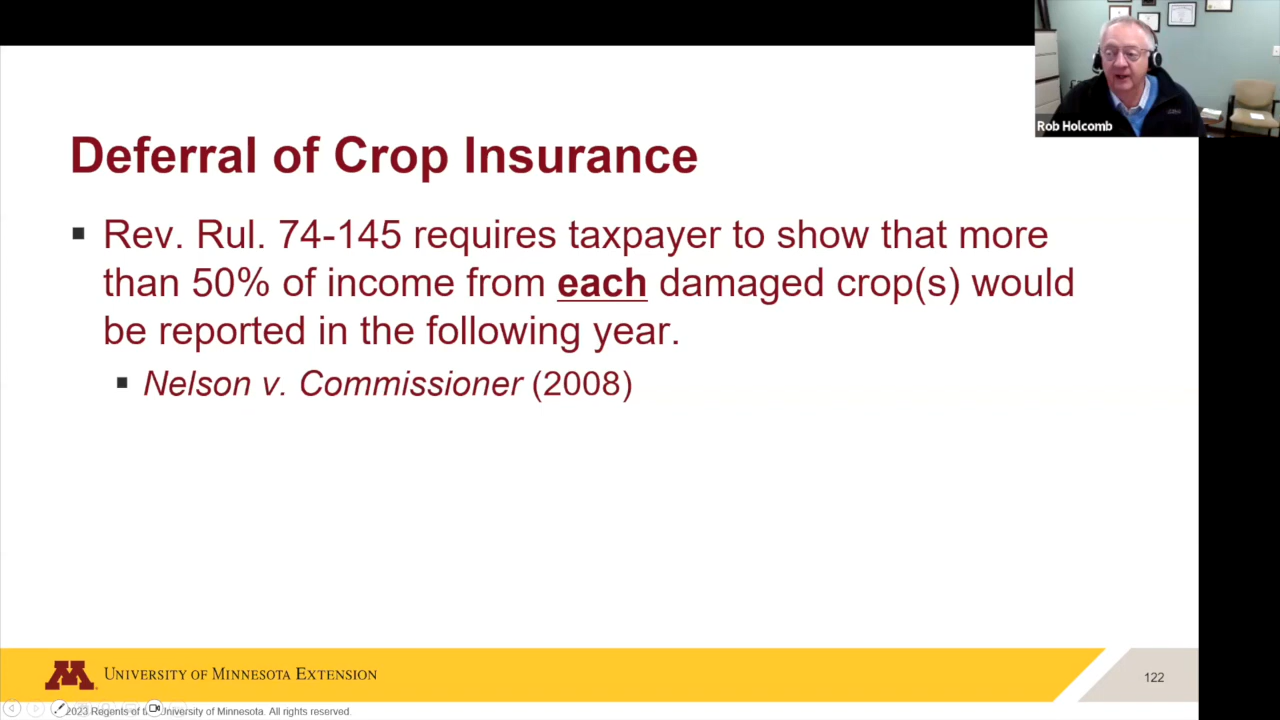 Rob Holcomb
Deferral of Crop Insurance
Rev. Rul. 74-145 requires taxpayer to show that more
than 50% of income from each damaged crop(s) would
be reported in the following year.
Nelson v. Commissioner (2008)
University of Minnesota Extension
122
2023 Regents of t University of Minnesota. All rights reserved.